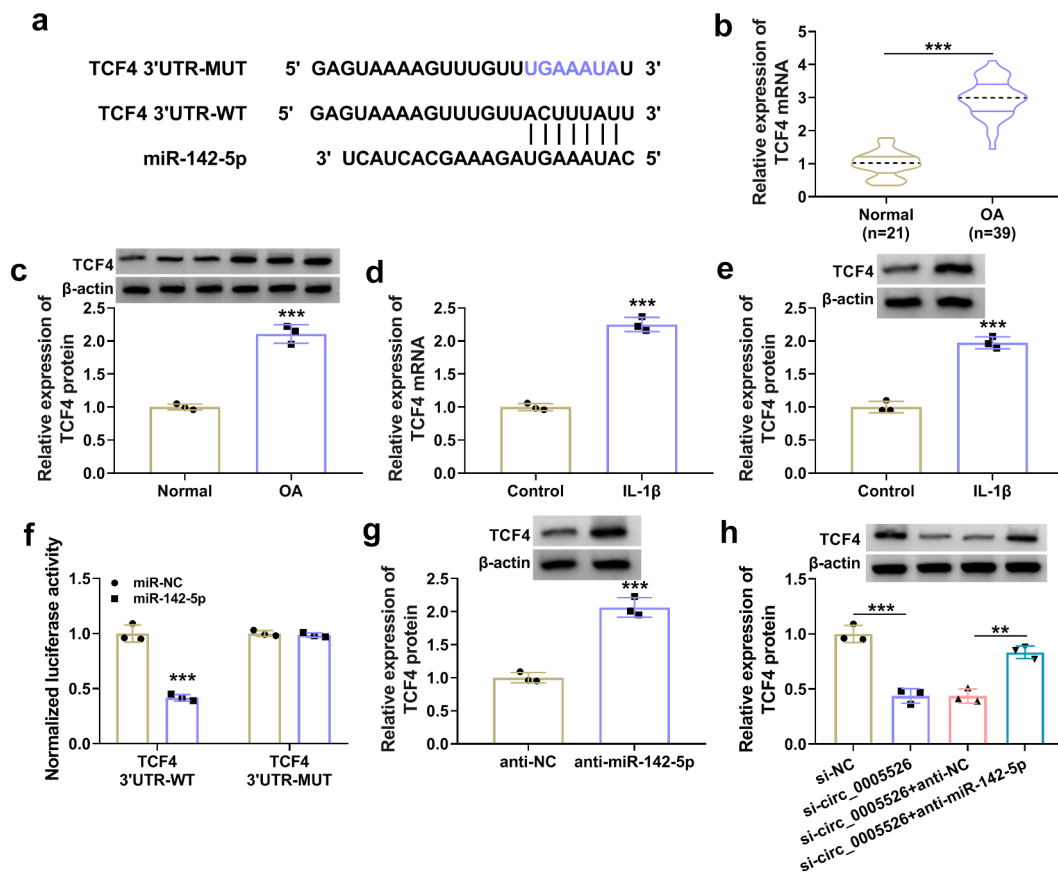 a
TCF4 3'UTR-MUT 5' GAGUAAAAGUUUGUUUGAAAUAU 3'
TCF4 3'UTR-WT 5' GAGUAAAAGUUUGUUACUUUAUU 3'
miR-142-5p 3' UCAUCACGAAAGAUGAAAUAC 5'
b
Relative expression of
TCF4 mRNA
5
4
3
2
1
0
***
Normal
(n=21)
OA
(n=39)
c
TCF4
β-actin
Relative expression of
TCF4 protein
2.5
2.0
1.5
1.0
0.5
0.0
***
Normal
OA
d
Relative expression of
TCF4 mRNA
2.5
2.0
1.5
1.0
0.5
0.0
***
Control
IL-1β
e
TCF4
β-actin
Relative expression of
TCF4 protein
2.5
2.0
1.5
1.0
0.5
0.0
***
Control
IL-1β
f
Normalized luciferase activity
1.5
1.0
0.5
0.0
miR-NC
miR-142-5p
***
TCF4
3'UTR-WT
TCF4
3'UTR-MUT
g
TCF4
β-actin
Relative expression of
TCF4 protein
2.5
2.0
1.5
1.0
0.5
0.0
***
anti-NC
anti-miR-142-5p
h
TCF4
β-actin
Relative expression of
TCF4 protein
1.5
1.0
0.5
0.0
***
**
si-NC
si-circ_0005526
si-circ_0005526+anti-NC
si-circ_0005526+anti-miR-142-5p